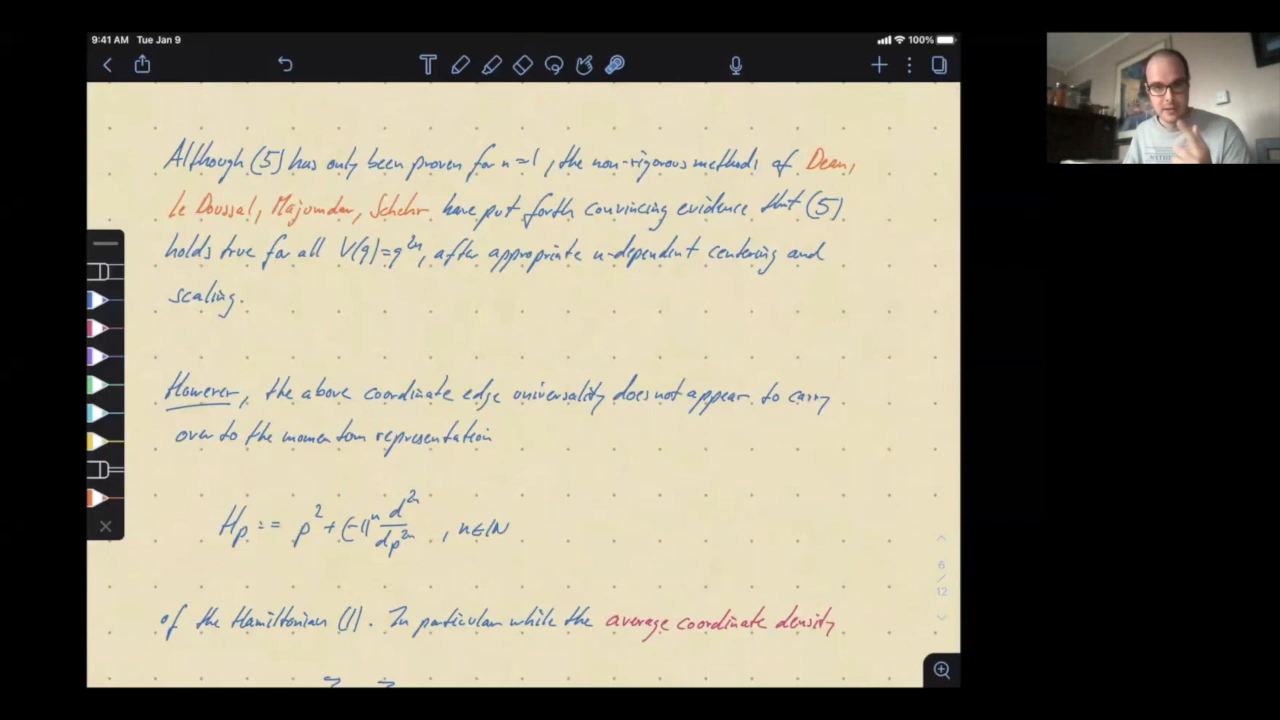 9:41 AM Tue Jan 9
100%
T
Although (5) has only been proven for n=1, the non-rigorous methods of Dean,
le Doussal, Majumdar, Schehr have put forth convincing evidence that (5)
holds true for all V(q)=q^{2n}, after appropriate n-dependent centering and
scaling.
However, the above coordinate edge universality does not appear to carry
over to the momentum representation
H_p := p^2 + (-1)^n d^{2n}/dp^{2n}, n∈ℕ
of the Hamiltonian (1). In particular while the average coordinate density
6
/
12